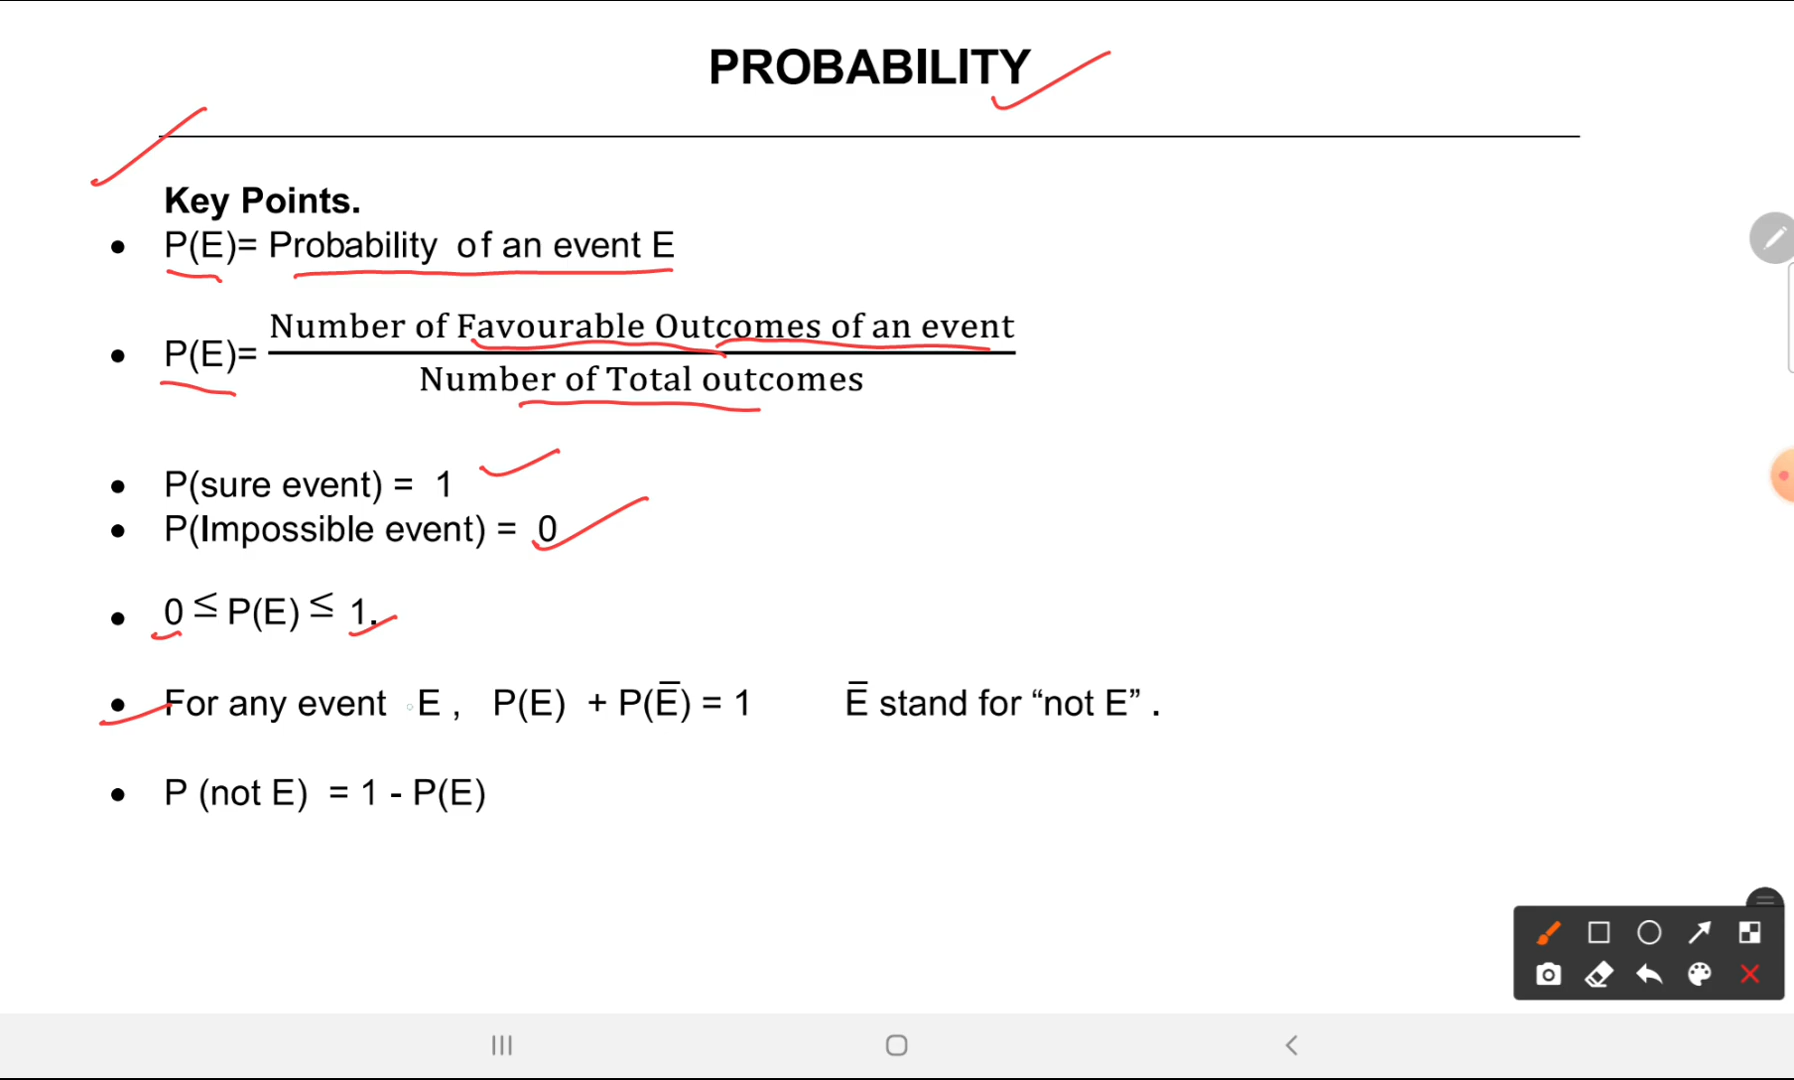 PROBABILITY
Key Points.
• P(E)= Probability of an event E
• P(E)= Number of Favourable Outcomes of an event
Number of Total outcomes
• P(sure event) = 1
• P(Impossible event) = 0
• 0 ≤ P(E) ≤ 1.
• For any event E , P(E) + P(E̅) = 1 E̅ stand for “not E” .
• P (not E) = 1 - P(E)